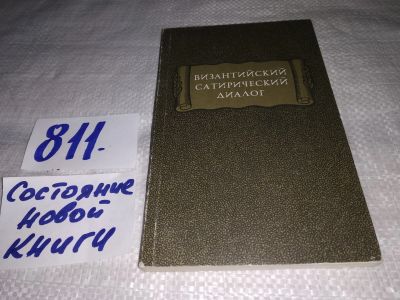 ВИЗАНТИЙСКИЙ
САТИРИЧЕСКИЙ
ДИАЛОГ
811.
Состояние
новой
книги